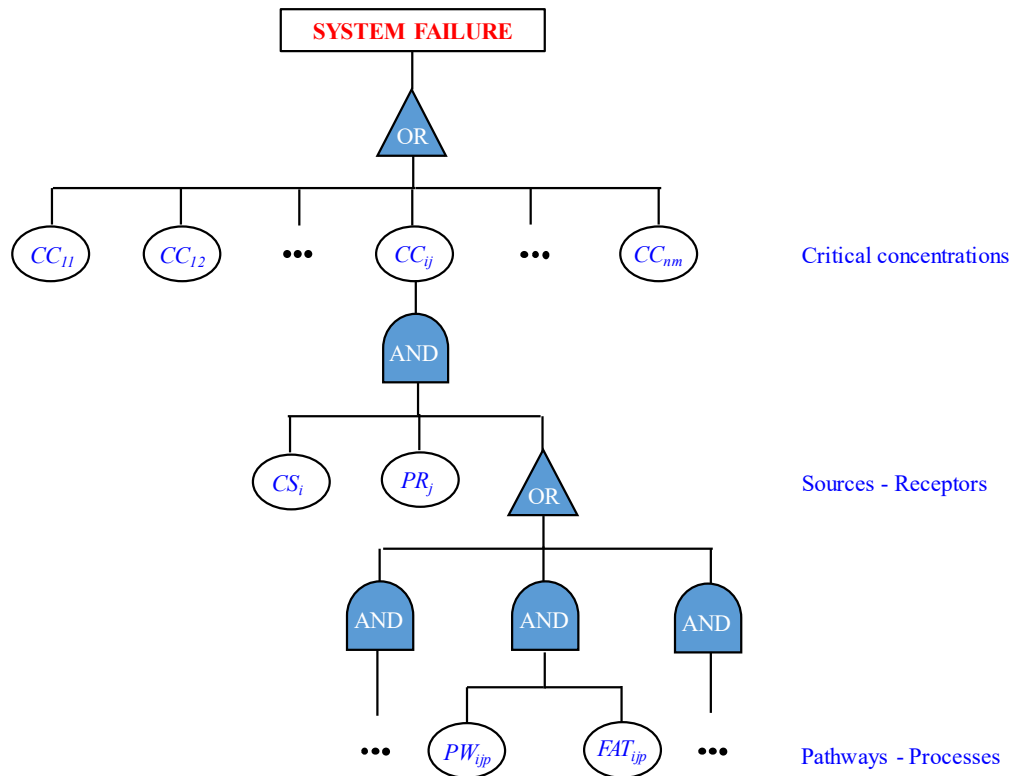 SYSTEM FAILURE
OR
CC11 CC12 ••• CCij ••• CCnm Critical concentrations
AND
CSi PRj OR Sources - Receptors
AND AND AND
••• PWijp FATijp ••• Pathways - Processes